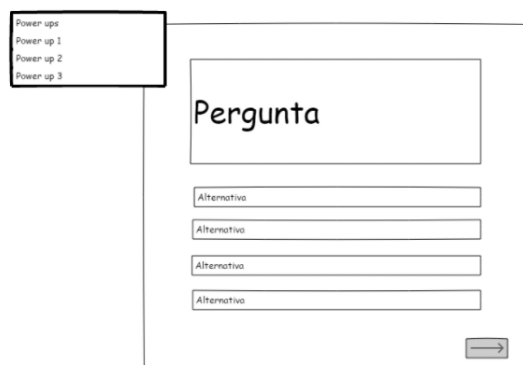 Power ups
Power up 1
Power up 2
Power up 3
Pergunta
Alternativa
Alternativa
Alternativa
Alternativa